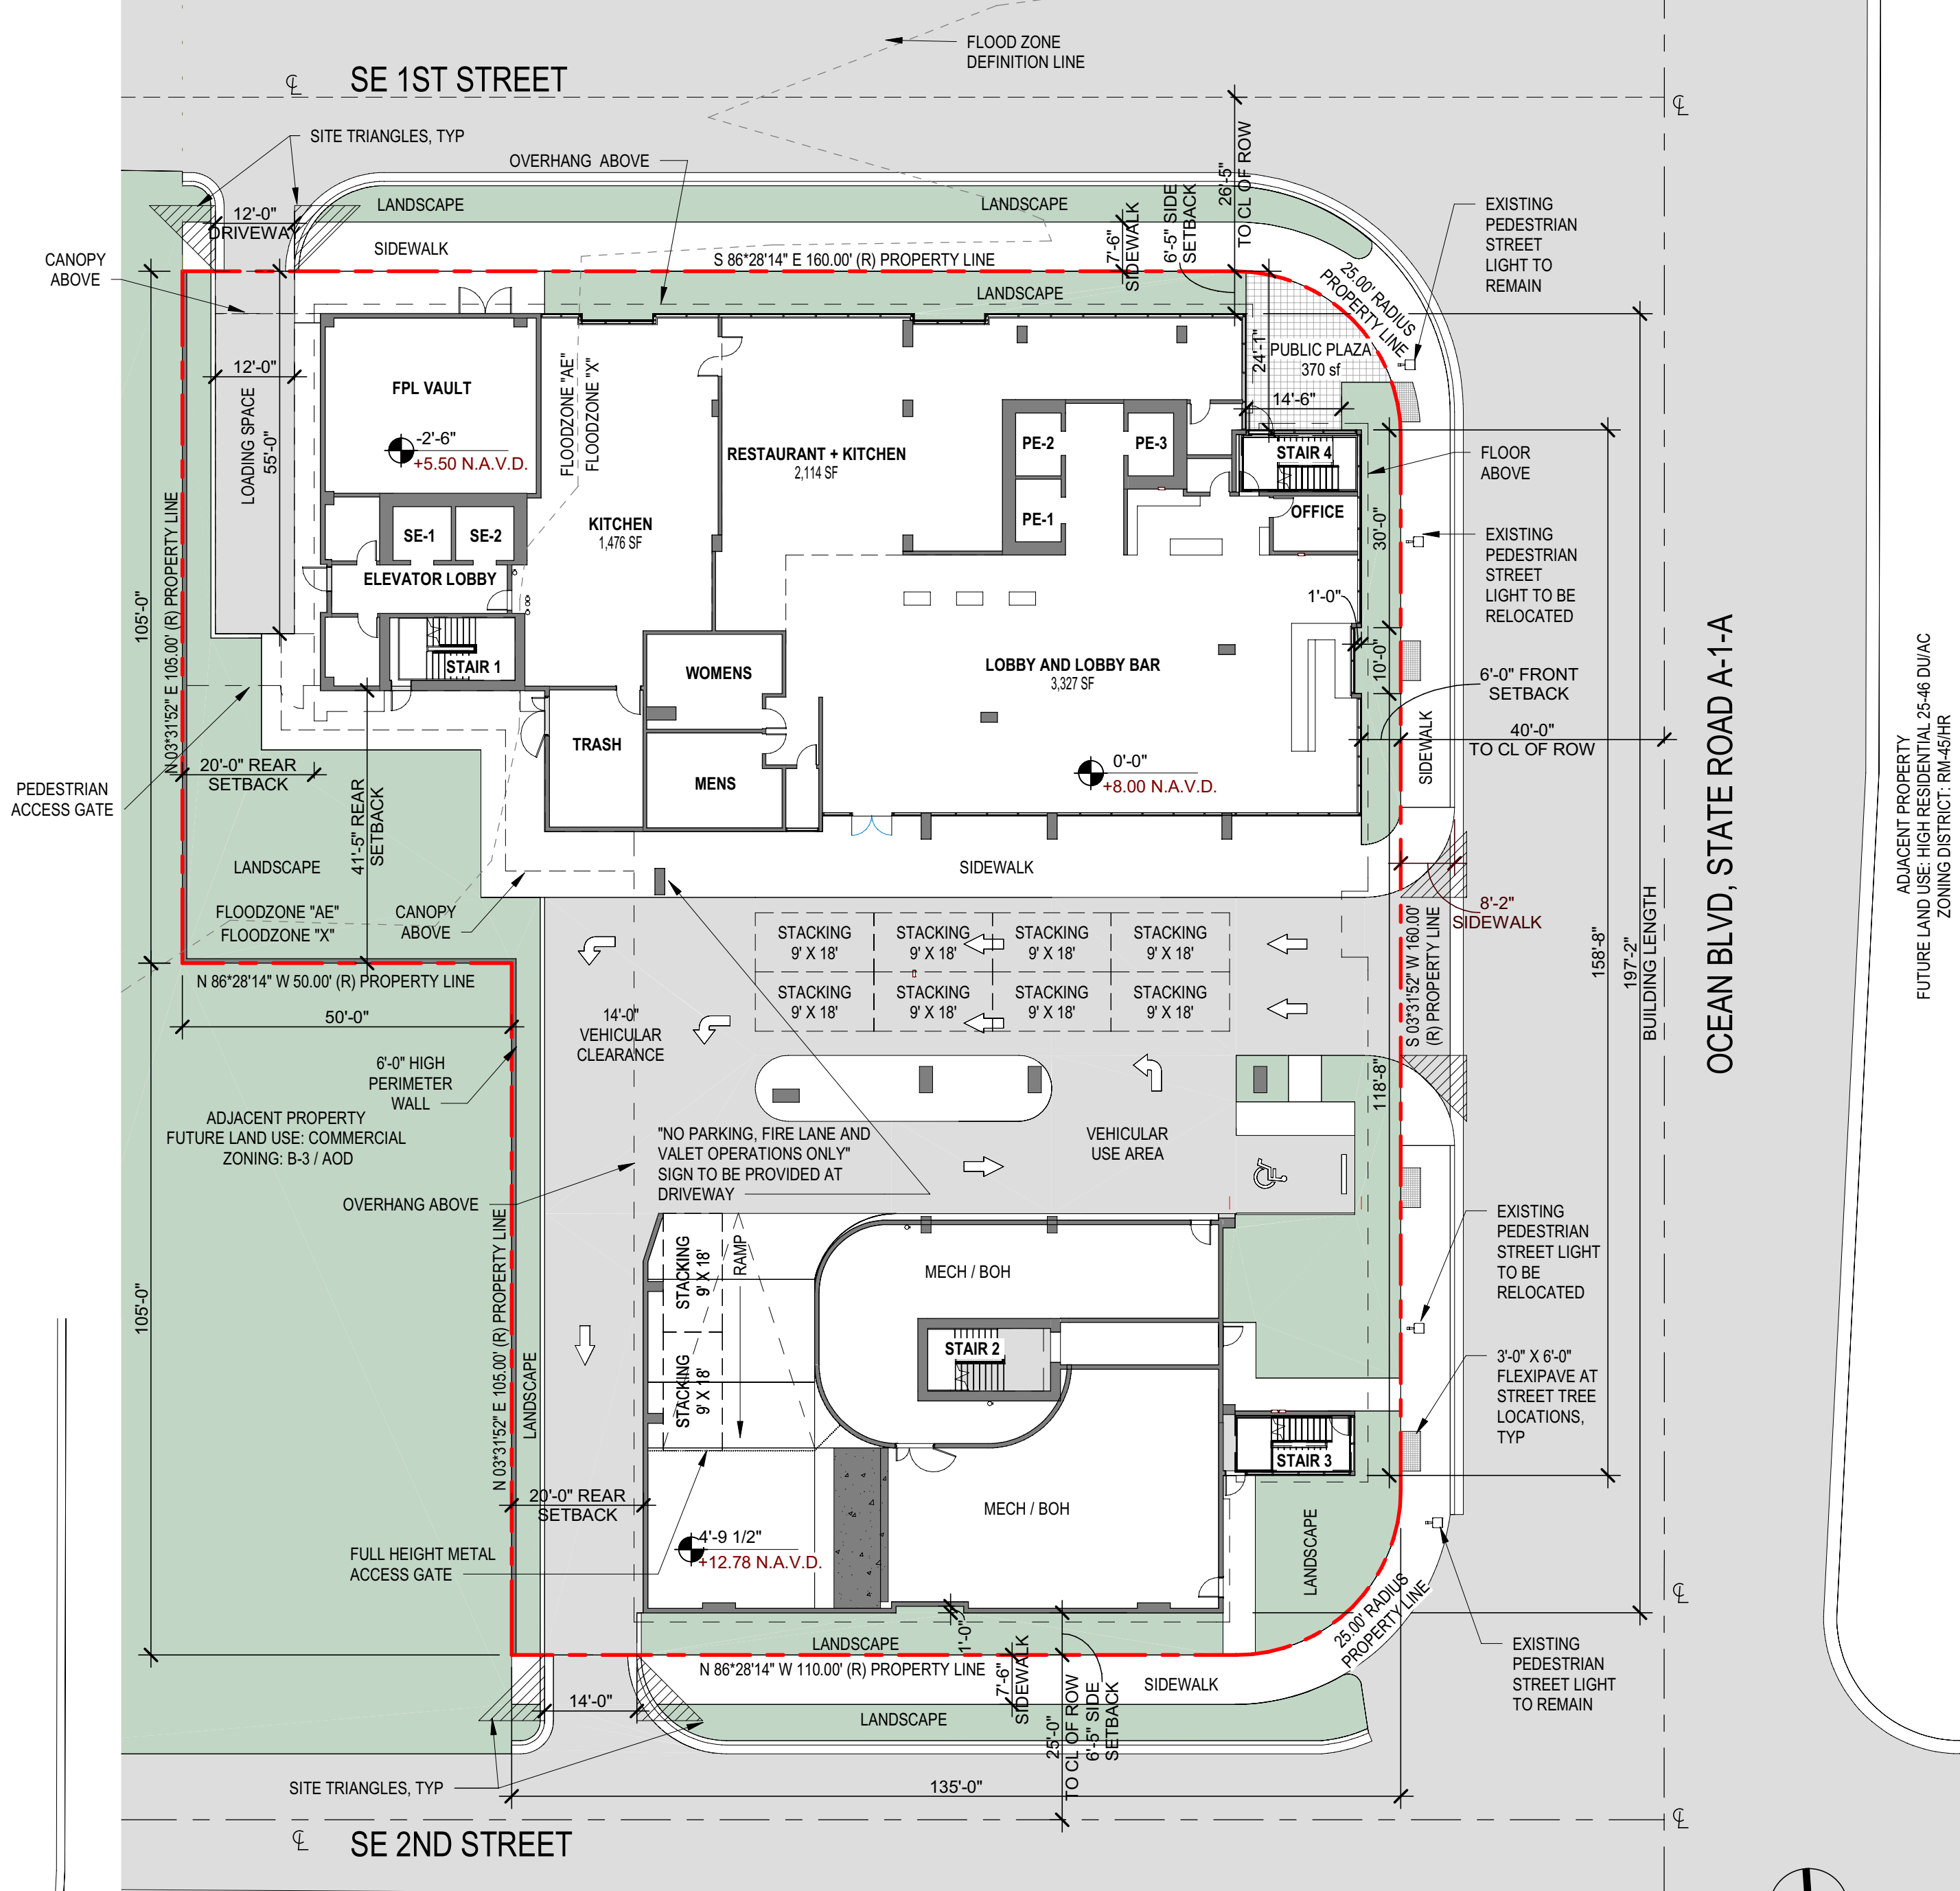 FLOOD ZONE
DEFINITION LINE
SE 1ST STREET
SITE TRIANGLES, TYP
OVERHANG ABOVE
26'-5"
TO CL OF ROW
LANDSCAPE
LANDSCAPE
12'-0"
DRIVEWAY
SIDEWALK
7'-6"
SIDEWALK
6'-5" SIDE
SETBACK
EXISTING
PEDESTRIAN
STREET
LIGHT TO
REMAIN
CANOPY
ABOVE
S 86*28'14" E 160.00' (R) PROPERTY LINE
25.00' RADIUS
PROPERTY LINE
LANDSCAPE
PUBLIC PLAZA
370 sf
24'-1"
14'-6"
12'-0"
LOADING SPACE
55'-0"
FPL VAULT
-2'-6"
+5.50 N.A.V.D.
FLOODZONE "AE"
FLOODZONE "X"
RESTAURANT + KITCHEN
2,114 SF
PE-2
PE-3
PE-1
STAIR 4
OFFICE
FLOOR
ABOVE
KITCHEN
1,476 SF
SE-1
SE-2
ELEVATOR LOBBY
STAIR 1
30'-0"
EXISTING
PEDESTRIAN
STREET
LIGHT TO BE
RELOCATED
1'-0"
10'-0"
105'-0"
N 03*31'52" E 105.00' (R) PROPERTY LINE
WOMENS
MENS
TRASH
LOBBY AND LOBBY BAR
3,327 SF
0'-0"
+8.00 N.A.V.D.
6'-0" FRONT
SETBACK
40'-0"
TO CL OF ROW
SIDEWALK
OCEAN BLVD, STATE ROAD A-1-A
ADJACENT PROPERTY
FUTURE LAND USE: HIGH RESIDENTIAL 25-46 DU/AC
ZONING DISTRICT: RM-45/HR
PEDESTRIAN
ACCESS GATE
20'-0" REAR
SETBACK
41'-5" REAR
SETBACK
LANDSCAPE
SIDEWALK
FLOODZONE "AE"
FLOODZONE "X"
CANOPY
ABOVE
8'-2"
SIDEWALK
158'-8"
197'-2"
BUILDING LENGTH
S 03*31'52" W 160.00'
(R) PROPERTY LINE
STACKING
9' X 18'
STACKING
9' X 18'
STACKING
9' X 18'
STACKING
9' X 18'
STACKING
9' X 18'
STACKING
9' X 18'
STACKING
9' X 18'
STACKING
9' X 18'
N 86*28'14" W 50.00' (R) PROPERTY LINE
50'-0"
14'-0"
VEHICULAR
CLEARANCE
6'-0" HIGH
PERIMETER
WALL
ADJACENT PROPERTY
FUTURE LAND USE: COMMERCIAL
ZONING: B-3 / AOD
118'-8"
"NO PARKING, FIRE LANE AND
VALET OPERATIONS ONLY"
SIGN TO BE PROVIDED AT
DRIVEWAY
VEHICULAR
USE AREA
OVERHANG ABOVE
105'-0"
N 03*31'52" E 105.00' (R) PROPERTY LINE
LANDSCAPE
STACKING
9' X 18'
STACKING
9' X 18'
RAMP
MECH / BOH
STAIR 2
EXISTING
PEDESTRIAN
STREET LIGHT
TO BE
RELOCATED
3'-0" X 6'-0"
FLEXIPAVE AT
STREET TREE
LOCATIONS,
TYP
STAIR 3
20'-0" REAR
SETBACK
MECH / BOH
4'-9 1/2"
+12.78 N.A.V.D.
FULL HEIGHT METAL
ACCESS GATE
LANDSCAPE
25.00' RADIUS
PROPERTY LINE
LANDSCAPE
1'-0"
N 86*28'14" W 110.00' (R) PROPERTY LINE
7'-6"
SIDEWALK
SIDEWALK
EXISTING
PEDESTRIAN
STREET LIGHT
TO REMAIN
14'-0"
LANDSCAPE
25'-0"
TO CL OF ROW
6'-5" SIDE
SETBACK
SITE TRIANGLES, TYP
135'-0"
SE 2ND STREET